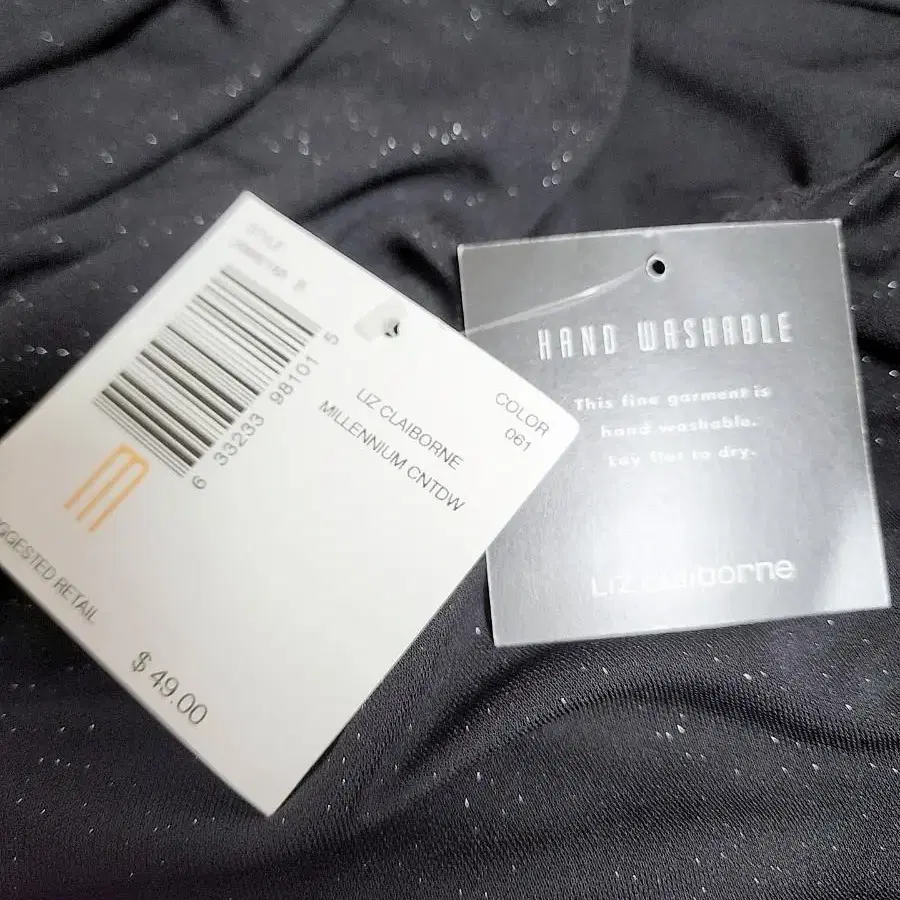 STYLE
6 33233 98101 5
COLOR
061
LIZ CLAIBORNE
MILLENNIUM CNTDW
M
GGESTED RETAIL
$ 49.00
HAND WASHABLE
This fine garment is
hand washable.
Lay flat to dry.
LIZ claiborne